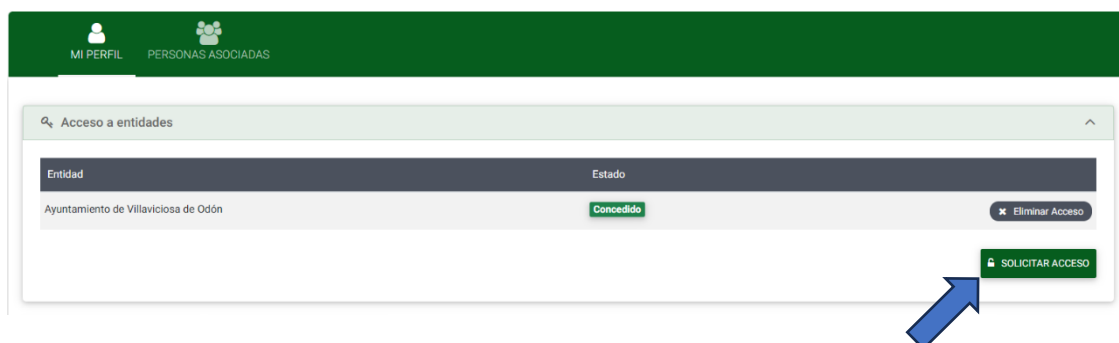 MI PERFIL PERSONAS ASOCIADAS
Acceso a entidades
Entidad Estado
Ayuntamiento de Villaviciosa de Odón Concedido Eliminar Acceso
SOLICITAR ACCESO